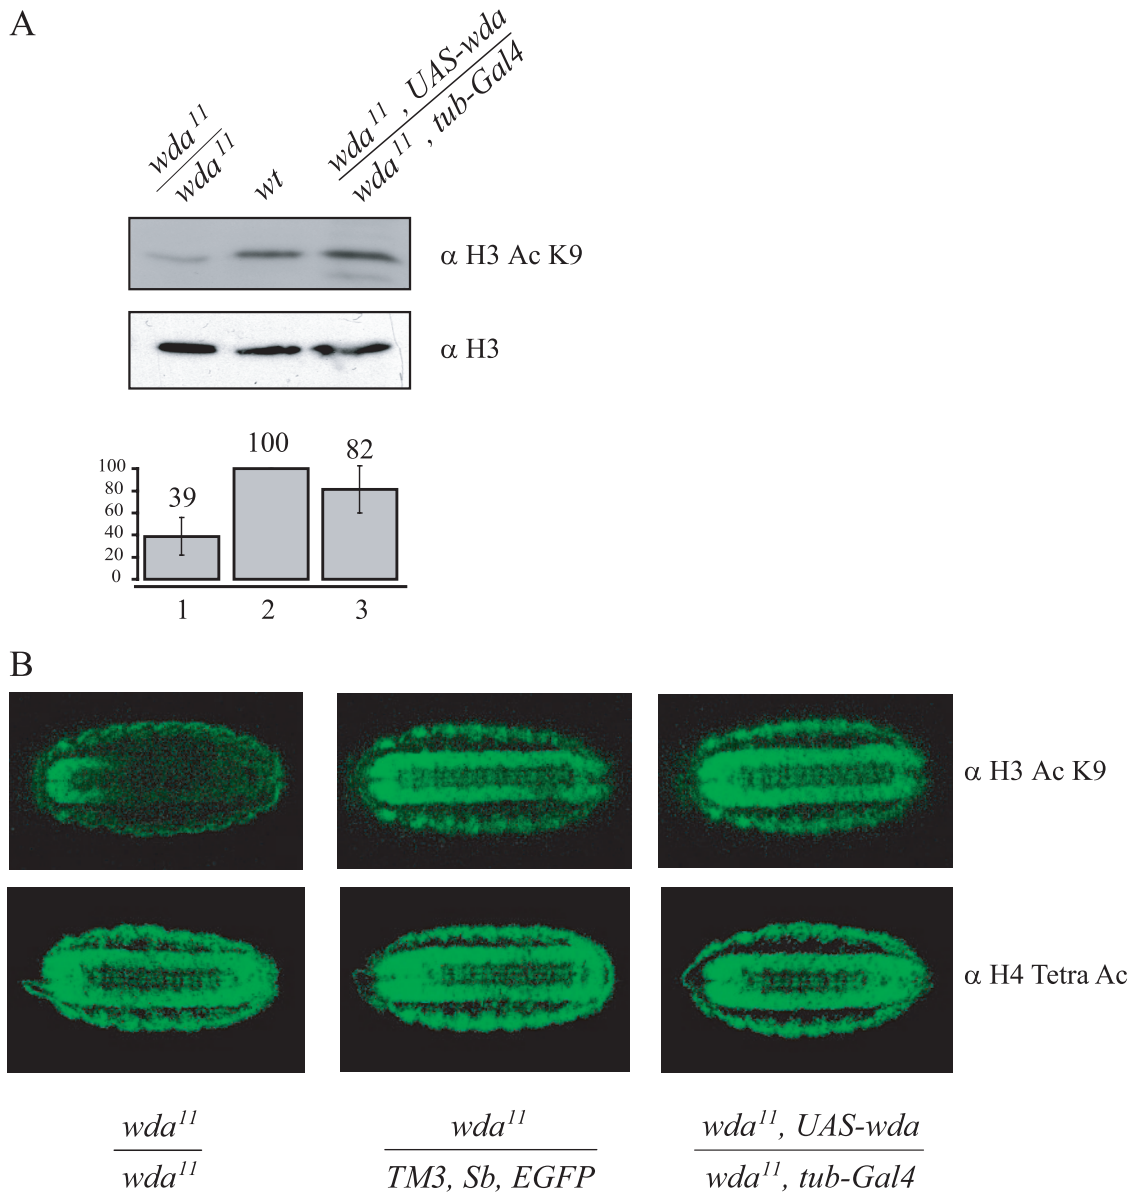 A
wda11
wda11
wt
wda11, UAS-wda
wda11, tub-Gal4
α H3 Ac K9
α H3
100
80
60
40
20
0
39
100
82
1 2 3
B
α H3 Ac K9
α H4 Tetra Ac
wda11 wda11 wda11, UAS-wda
wda11 TM3, Sb, EGFP wda11, tub-Gal4